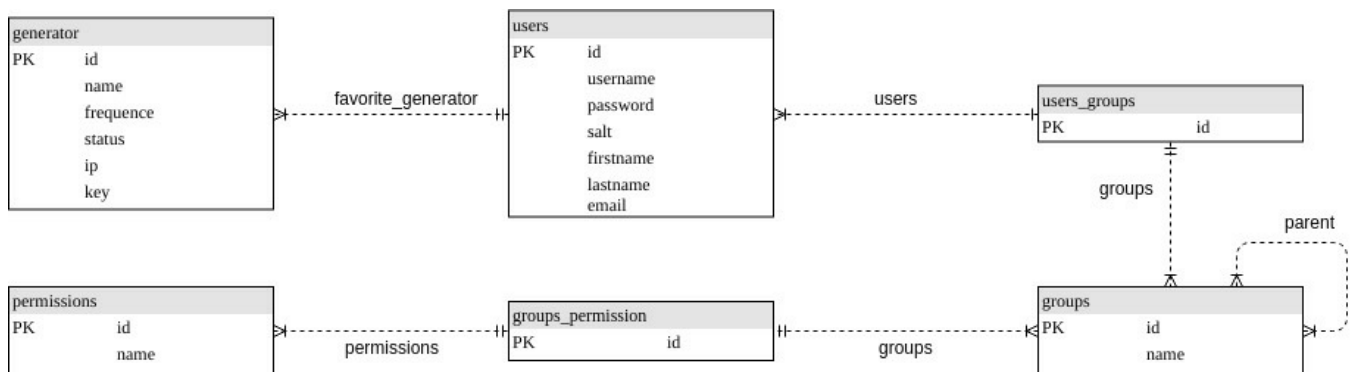 generator
PK id
name
frequence
status
ip
key
favorite_generator
users
PK id
username
password
salt
firstname
lastname
email
users
users_groups
PK id
groups
parent
permissions
PK id
name
permissions
groups_permission
PK id
groups
groups
PK id
name